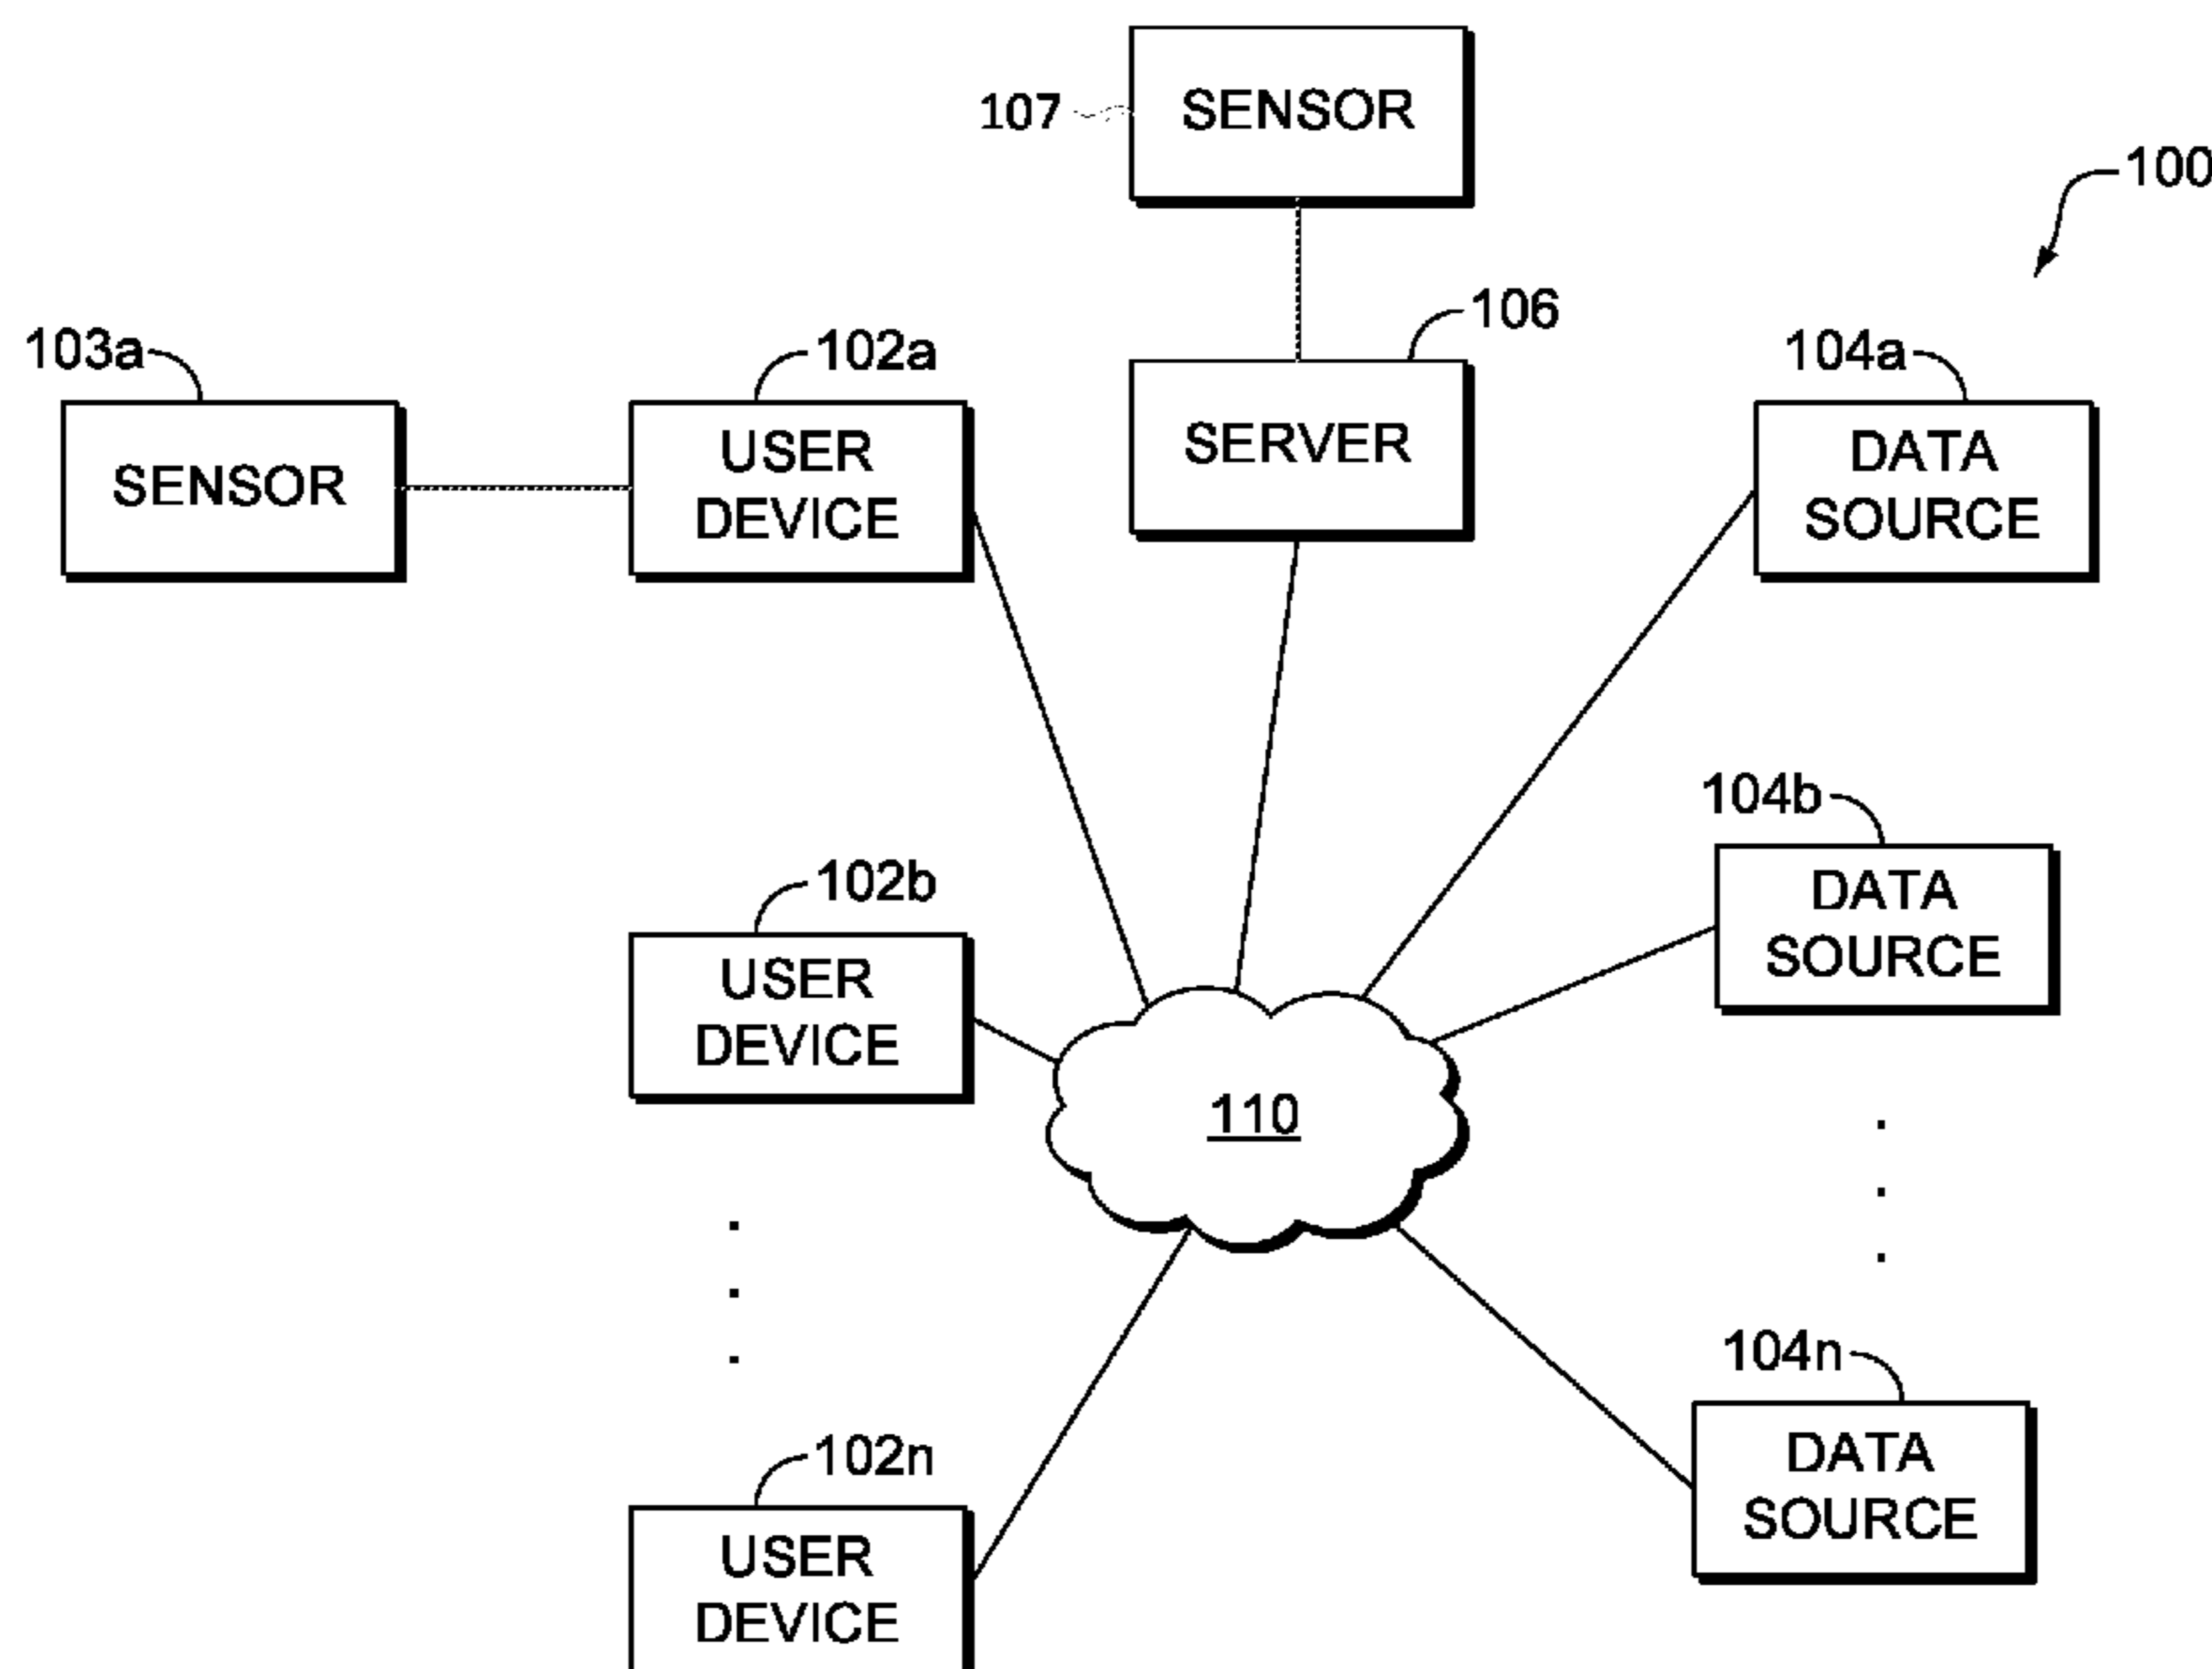 107
SENSOR
100
106
103a
102a
104a
SENSOR
USER
DEVICE
SERVER
DATA
SOURCE
104b
102b
DATA
SOURCE
USER
DEVICE
110
104n
102n
DATA
SOURCE
USER
DEVICE